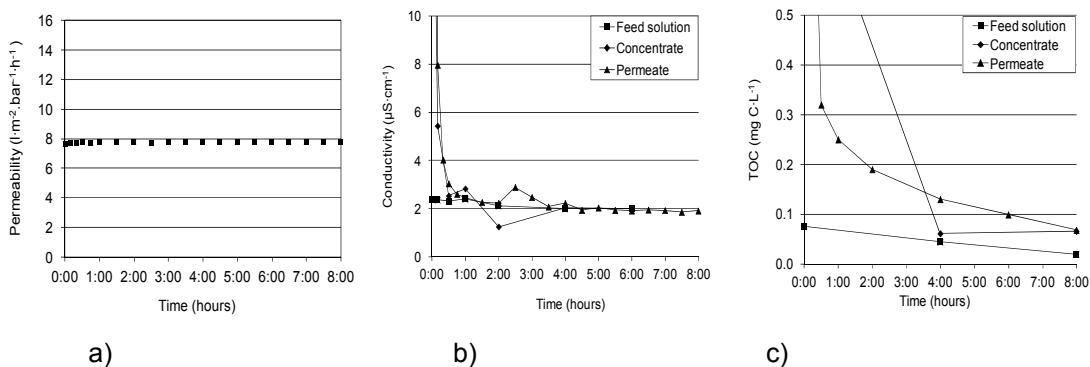 Permeability (l·m⁻².bar⁻¹·h⁻¹)
16
14
12
10
8
6
4
2
0
0:00 1:00 2:00 3:00 4:00 5:00 6:00 7:00 8:00
Time (hours)
a)
Conductivity (µS·cm⁻¹)
10
8
6
4
2
0
Feed solution
Concentrate
Permeate
0:00 1:00 2:00 3:00 4:00 5:00 6:00 7:00 8:00
Time (hours)
b)
TOC (mg C·L⁻¹)
0.5
0.4
0.3
0.2
0.1
0.0
Feed solution
Concentrate
Permeate
0:00 1:00 2:00 3:00 4:00 5:00 6:00 7:00 8:00
Time (hours)
c)